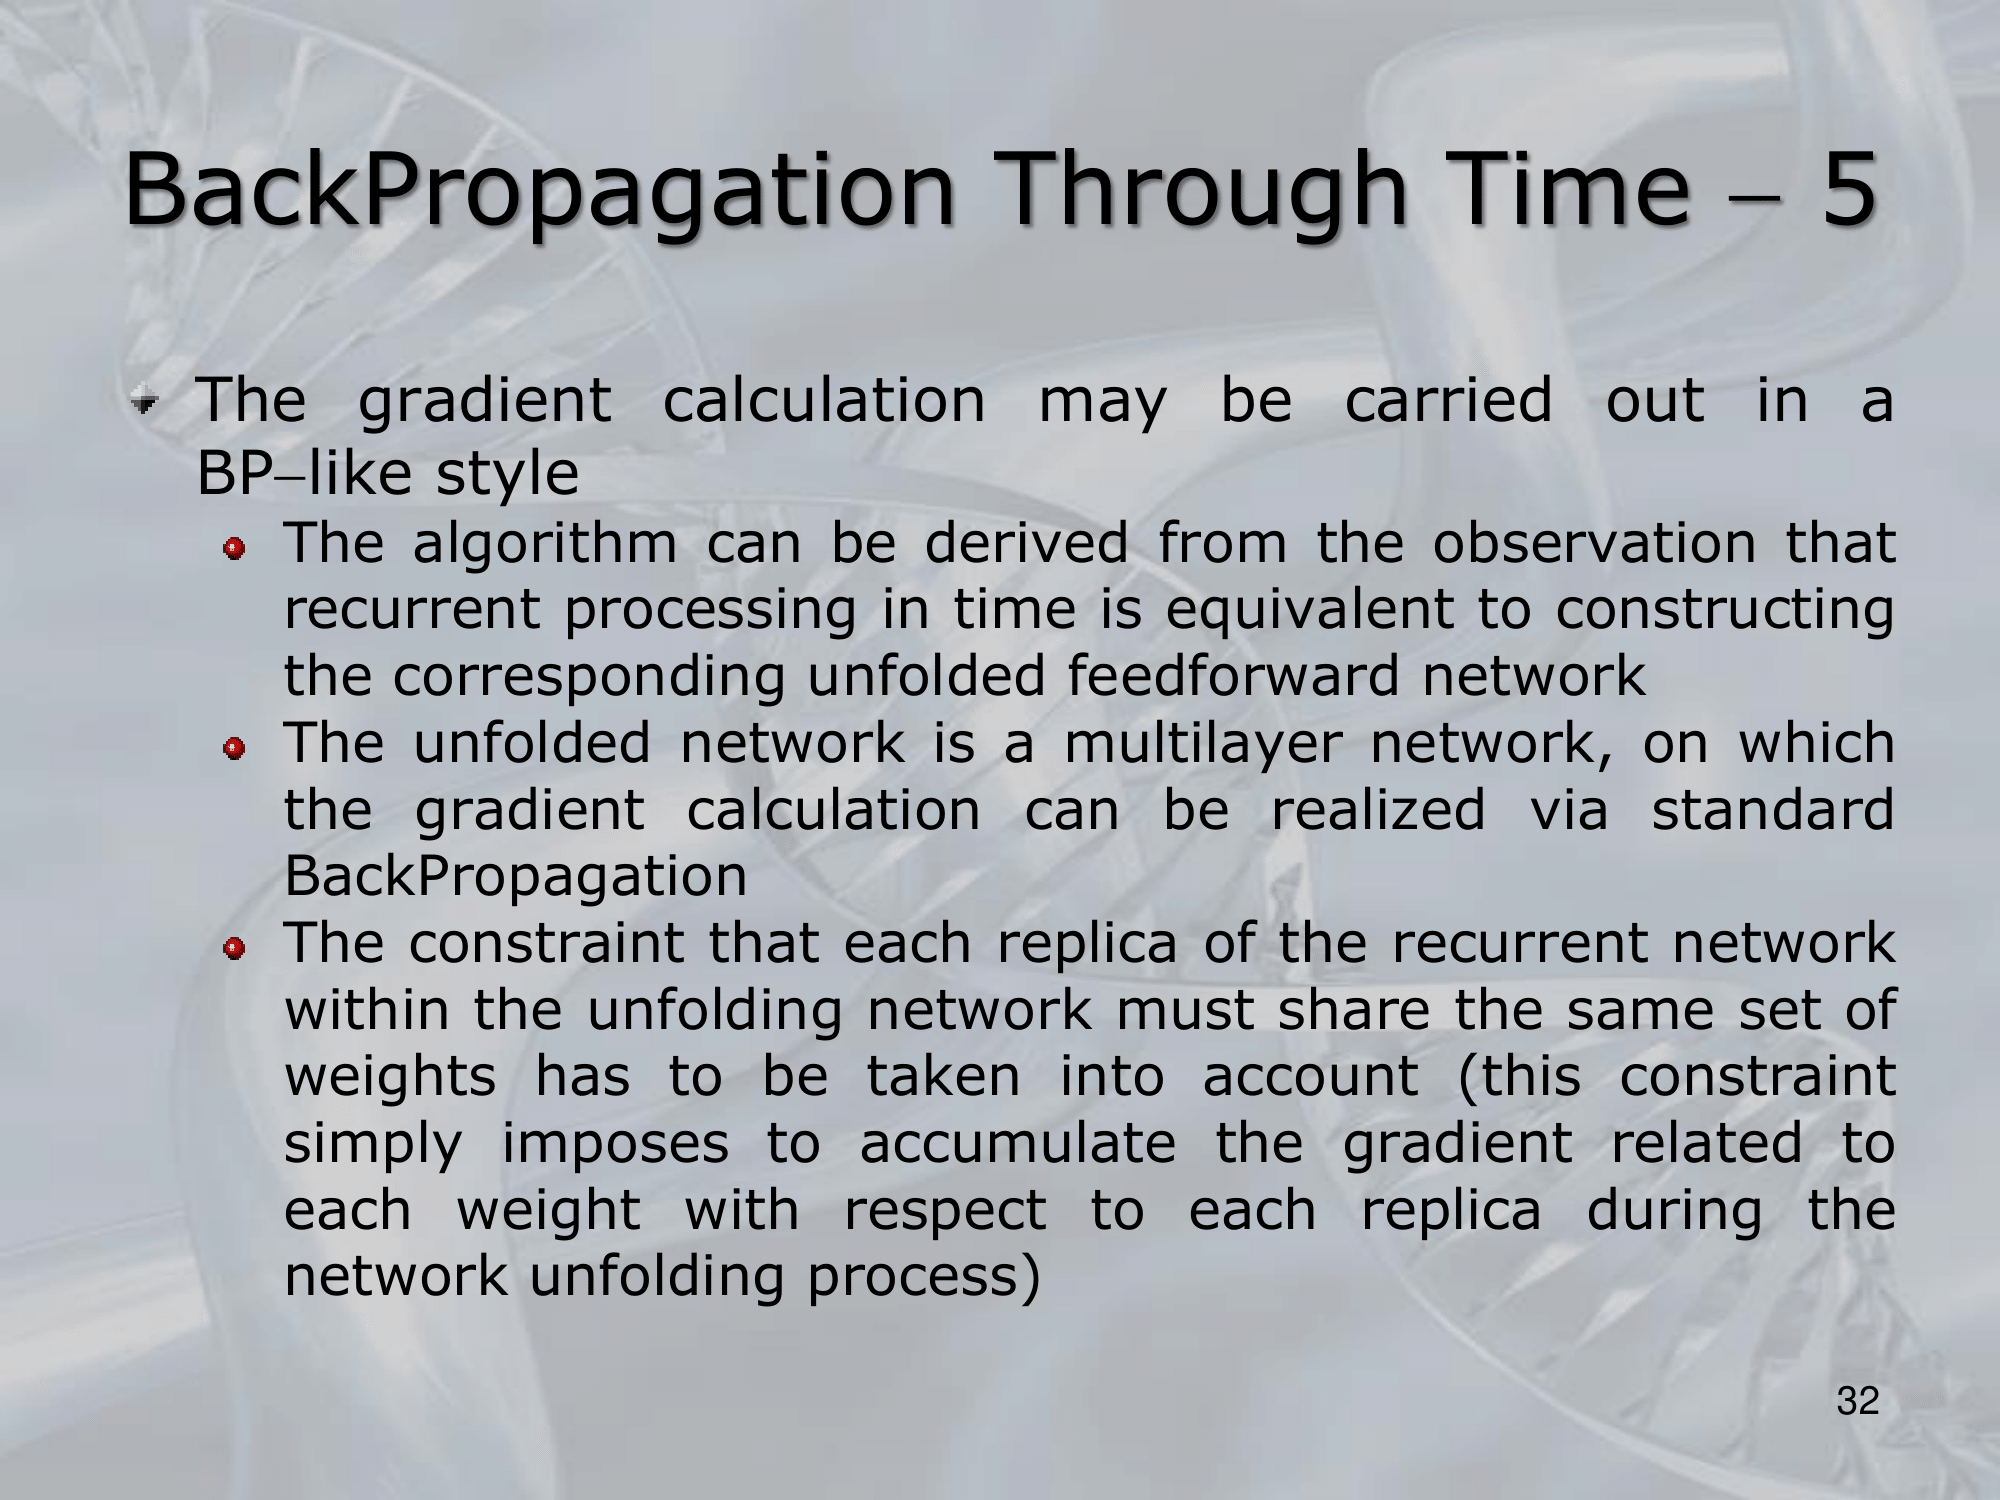 BackPropagation Through Time – 5
The gradient calculation may be carried out in a
BP–like style
The algorithm can be derived from the observation that
recurrent processing in time is equivalent to constructing
the corresponding unfolded feedforward network
The unfolded network is a multilayer network, on which
the gradient calculation can be realized via standard
BackPropagation
The constraint that each replica of the recurrent network
within the unfolding network must share the same set of
weights has to be taken into account (this constraint
simply imposes to accumulate the gradient related to
each weight with respect to each replica during the
network unfolding process)
32